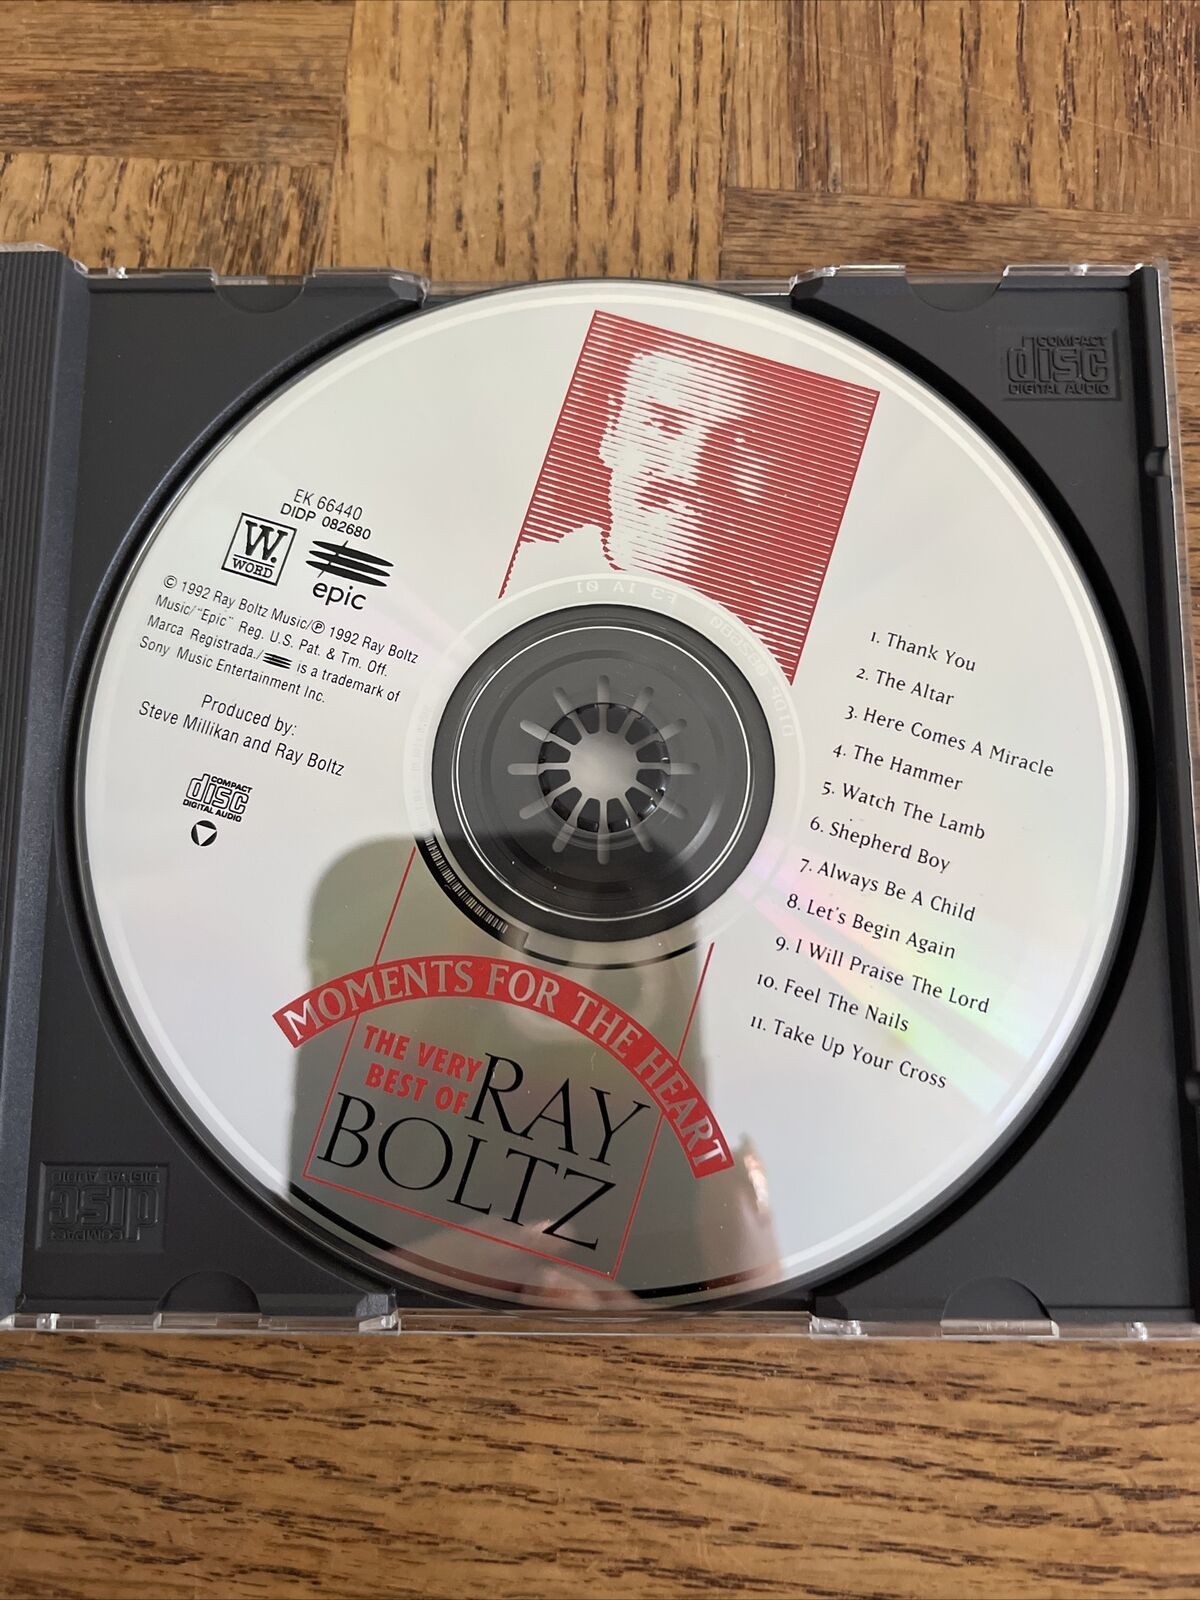 COMPACT
disc
DIGITAL AUDIO
EK 66440
DIDP 082680
W.
WORD
epic
© 1992 Ray Boltz Music/℗ 1992 Ray Boltz
Music/"Epic" Reg. U.S. Pat. & Tm. Off.
Marca Registrada./ is a trademark of
Sony Music Entertainment Inc.
Produced by:
Steve Millikan and Ray Boltz
COMPACT
disc
DIGITAL AUDIO
1. Thank You
2. The Altar
3. Here Comes A Miracle
4. The Hammer
5. Watch The Lamb
6. Shepherd Boy
7. Always Be A Child
8. Let's Begin Again
9. I Will Praise The Lord
10. Feel The Nails
11. Take Up Your Cross
MOMENTS FOR THE HEART
THE VERY
BEST OF
RAY
BOLTZ
COMPACT
disc
DIGITAL AUDIO